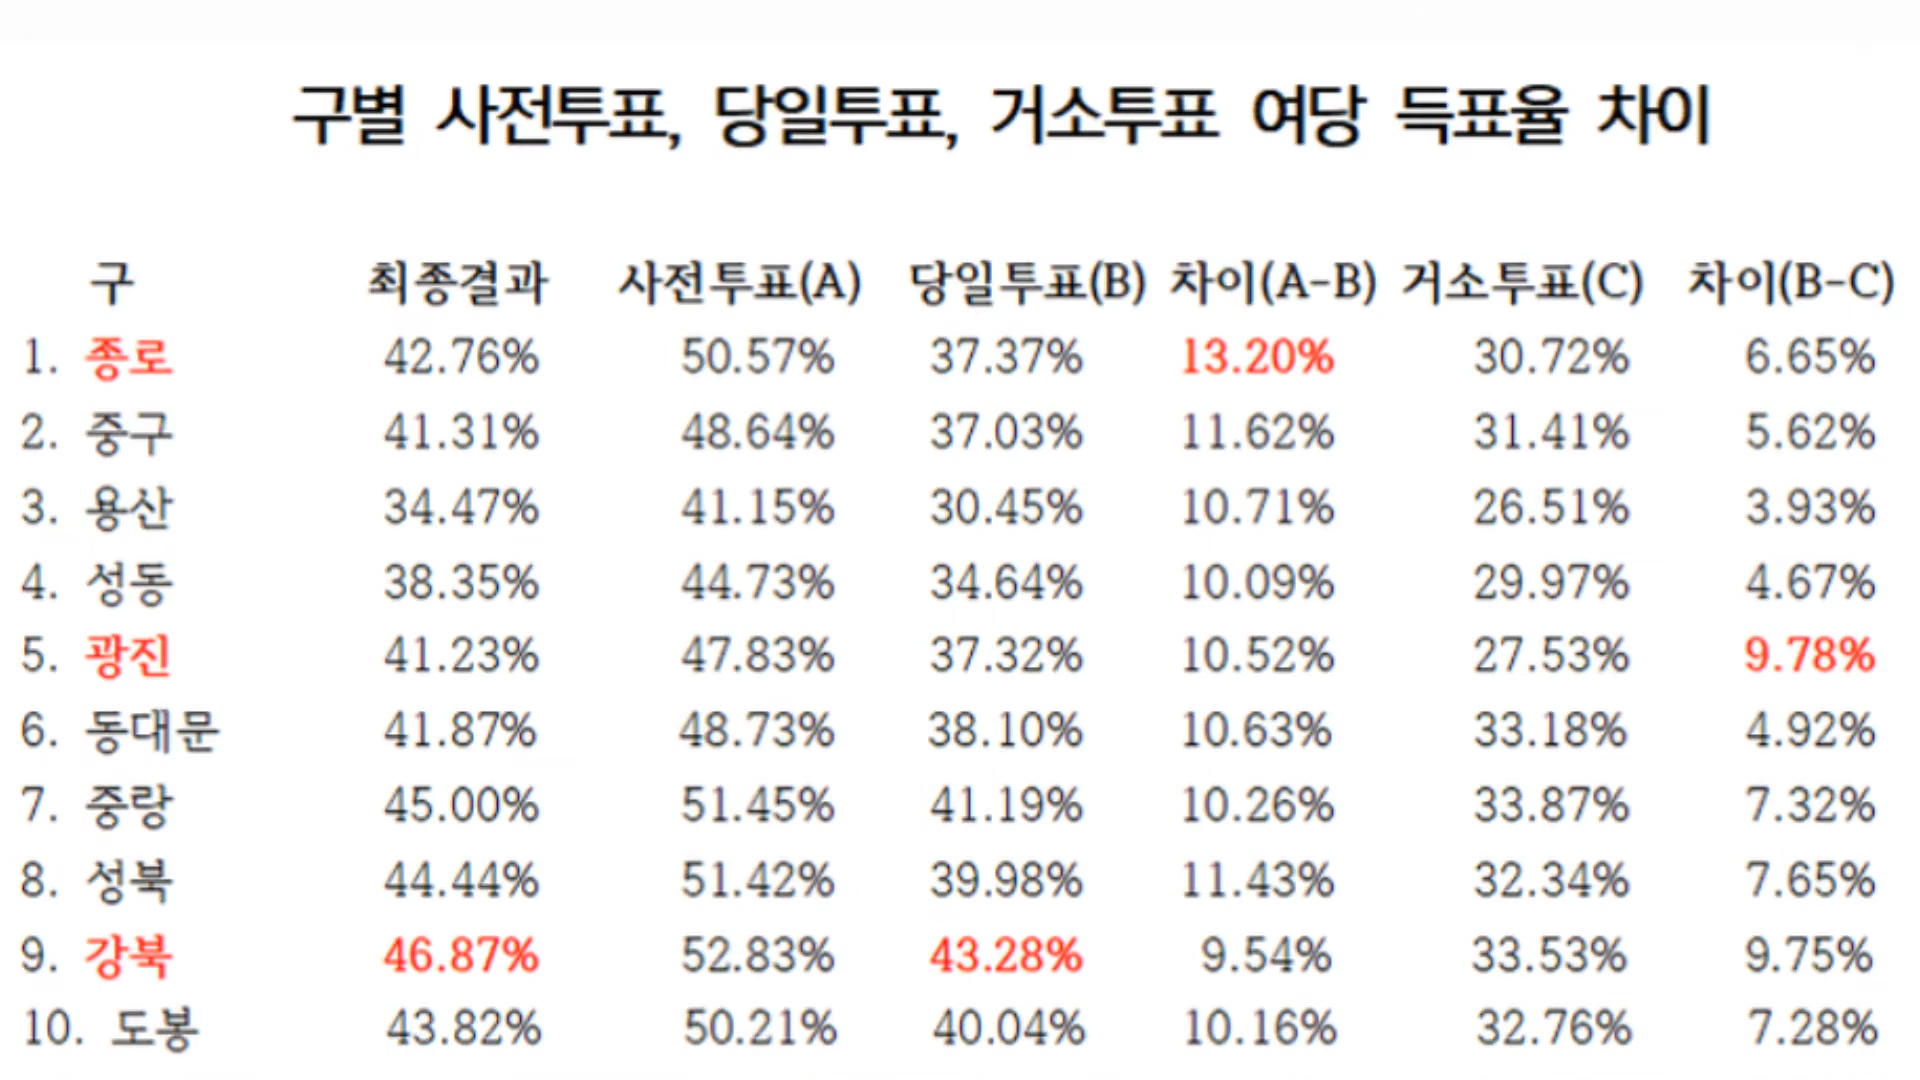 구별 사전투표, 당일투표, 거소투표 여당 득표율 차이
구 최종결과 사전투표(A) 당일투표(B) 차이(A-B) 거소투표(C) 차이(B-C)
1. 종로 42.76% 50.57% 37.37% 13.20% 30.72% 6.65%
2. 중구 41.31% 48.64% 37.03% 11.62% 31.41% 5.62%
3. 용산 34.47% 41.15% 30.45% 10.71% 26.51% 3.93%
4. 성동 38.35% 44.73% 34.64% 10.09% 29.97% 4.67%
5. 광진 41.23% 47.83% 37.32% 10.52% 27.53% 9.78%
6. 동대문 41.87% 48.73% 38.10% 10.63% 33.18% 4.92%
7. 중랑 45.00% 51.45% 41.19% 10.26% 33.87% 7.32%
8. 성북 44.44% 51.42% 39.98% 11.43% 32.34% 7.65%
9. 강북 46.87% 52.83% 43.28% 9.54% 33.53% 9.75%
10. 도봉 43.82% 50.21% 40.04% 10.16% 32.76% 7.28%